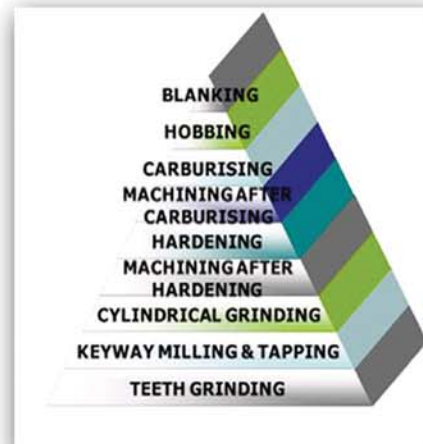 BLANKING
HOBBING
CARBURISING
MACHINING AFTER
CARBURISING
HARDENING
MACHINING AFTER
HARDENING
CYLINDRICAL GRINDING
KEYWAY MILLING & TAPPING
TEETH GRINDING